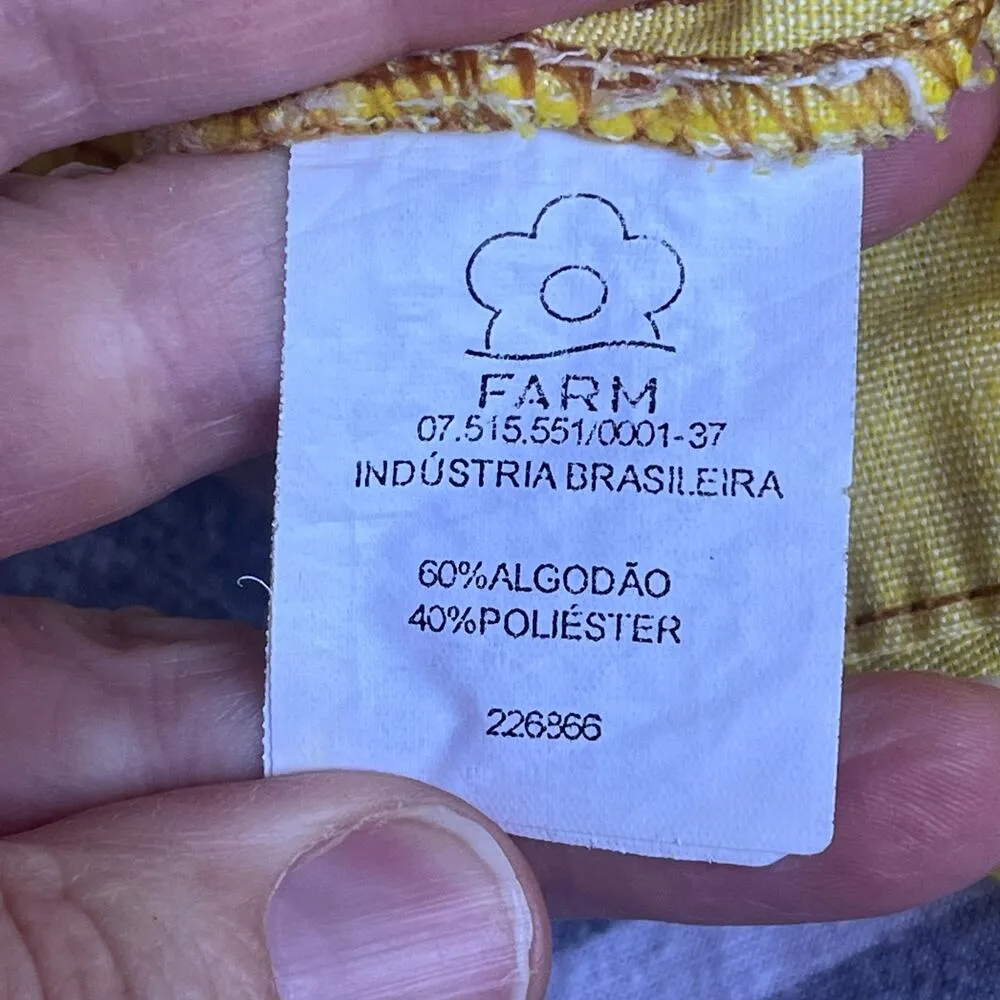 FARM
07.515.551/0001-37
INDÚSTRIA BRASILEIRA
60%ALGODÃO
40%POLIÉSTER
226866